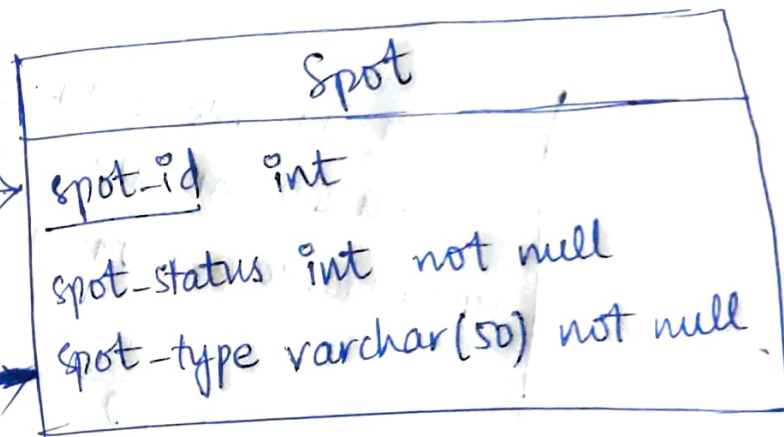 Spot
spot_id int
spot_status int not null
spot-type varchar(50) not null